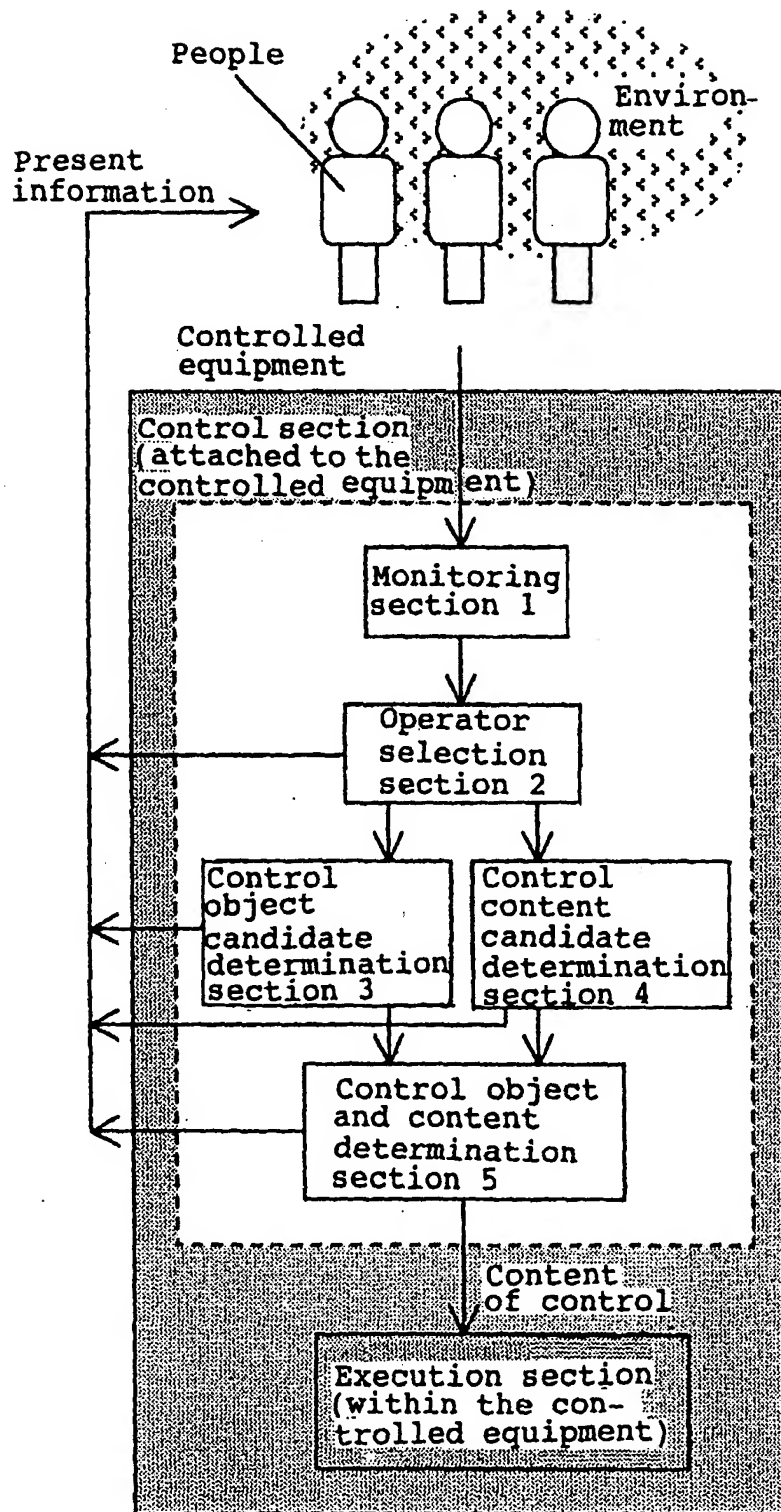 People
Environ-
ment
Present
information
Controlled
equipment
Control section
(attached to the
controlled equipment)
Monitoring
section 1
Operator
selection
section 2
Control
object
candidate
determination
section 3
Control
content
candidate
determination
section 4
Control object
and content
determination
section 5
Content
of control
Execution section
(within the con-
trolled equipment)